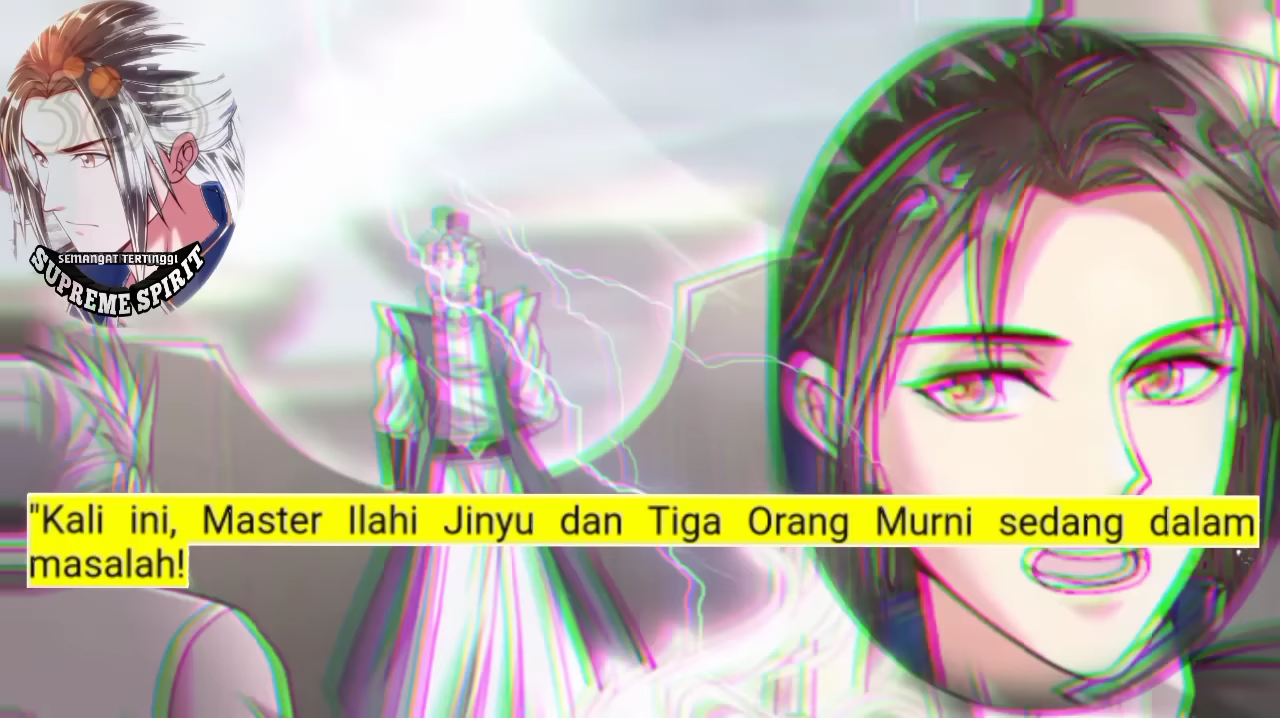 SEMANGAT TERTINGGI
SUPREME SPIRIT
"Kali ini, Master Ilahi Jinyu dan Tiga Orang Murni sedang dalam
masalah!